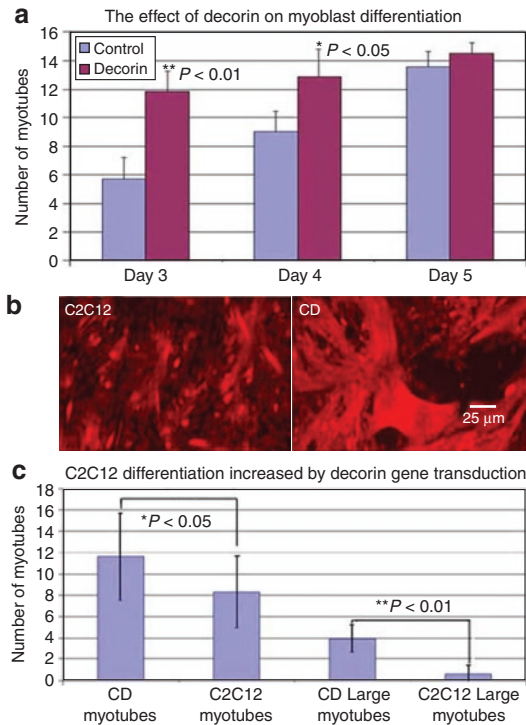 a
The effect of decorin on myoblast differentiation
16
14
12
10
8
6
4
2
0
Number of myotubes
Control
Decorin
** P < 0.01
* P < 0.05
Day 3
Day 4
Day 5
b
C2C12
CD
25 μm
c
C2C12 differentiation increased by decorin gene transduction
18
16
14
12
10
8
6
4
2
0
Number of myotubes
*P < 0.05
**P < 0.01
CD
myotubes
C2C12
myotubes
CD Large
myotubes
C2C12 Large
myotubes